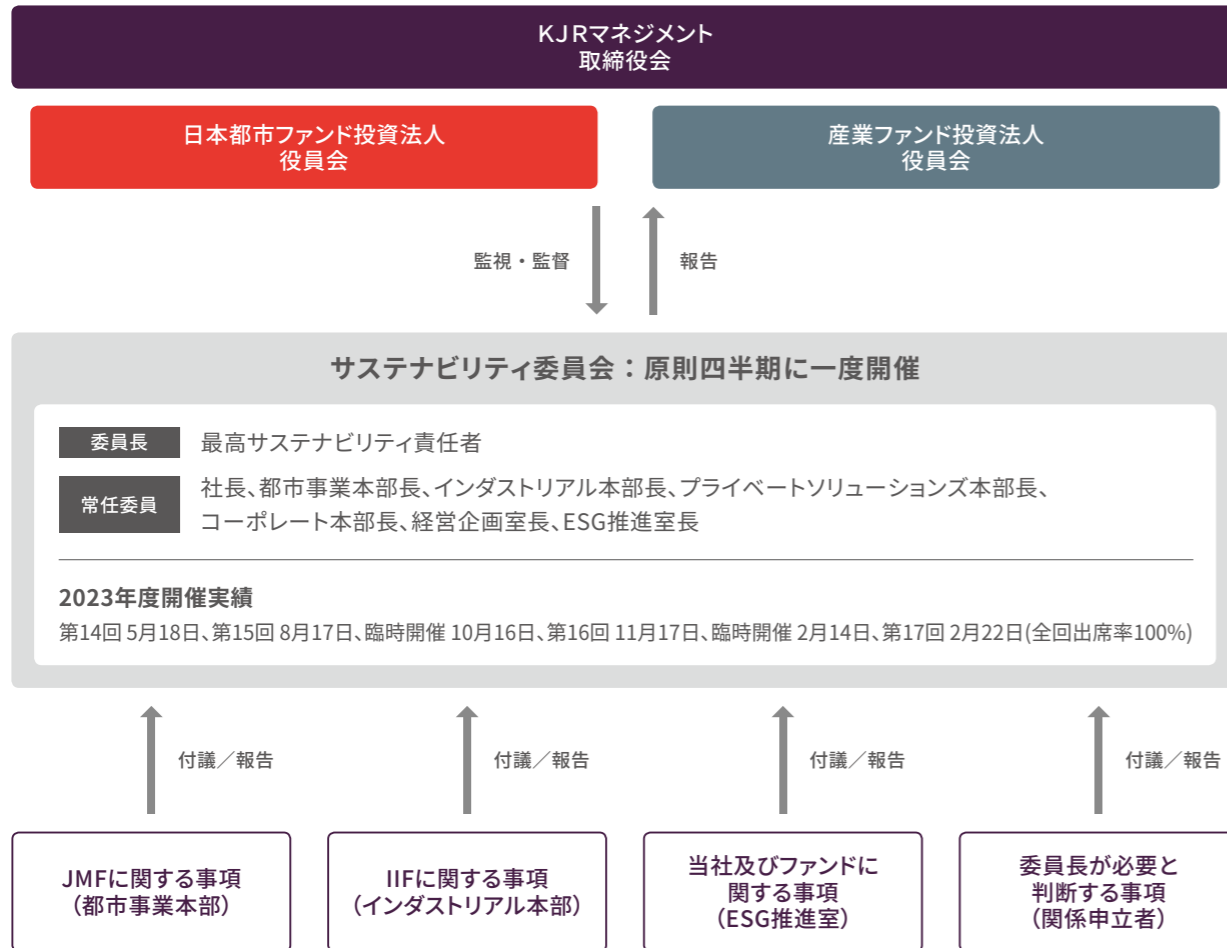 KJRマネジメント
取締役会
日本都市ファンド投資法人
役員会
産業ファンド投資法人
役員会
監視・監督
報告
サステナビリティ委員会：原則四半期に一度開催
委員長
最高サステナビリティ責任者
常任委員
社長、都市事業本部長、インダストリアル本部長、プライベートソリューションズ本部長、
コーポレート本部長、経営企画室長、ESG推進室長
2023年度開催実績
第14回 5月18日、第15回 8月17日、臨時開催 10月16日、第16回 11月17日、臨時開催 2月14日、第17回 2月22日(全回出席率100%)
付議／報告
付議／報告
付議／報告
付議／報告
JMFに関する事項
（都市事業本部）
IIFに関する事項
（インダストリアル本部）
当社及びファンドに
関する事項
（ESG推進室）
委員長が必要と
判断する事項
（関係申立者）